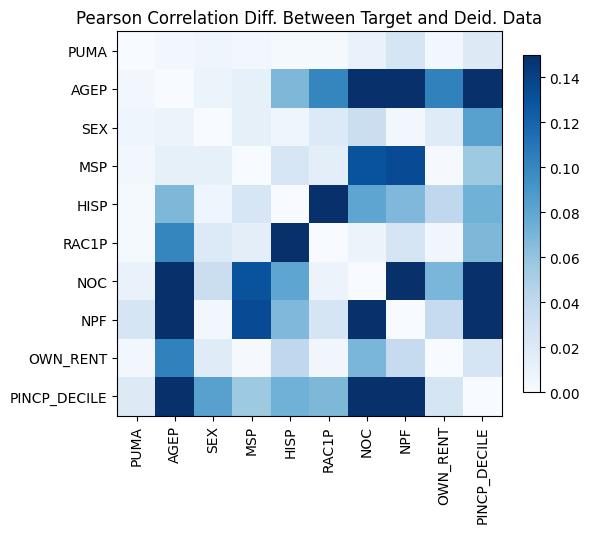 Pearson Correlation Diff. Between Target and Deid. Data
PUMA
AGEP
SEX
MSP
HISP
RAC1P
NOC
NPF
OWN_RENT
PINCP_DECILE
PUMA
AGEP
SEX
MSP
HISP
RAC1P
NOC
NPF
OWN_RENT
PINCP_DECILE
0.14
0.12
0.10
0.08
0.06
0.04
0.02
0.00